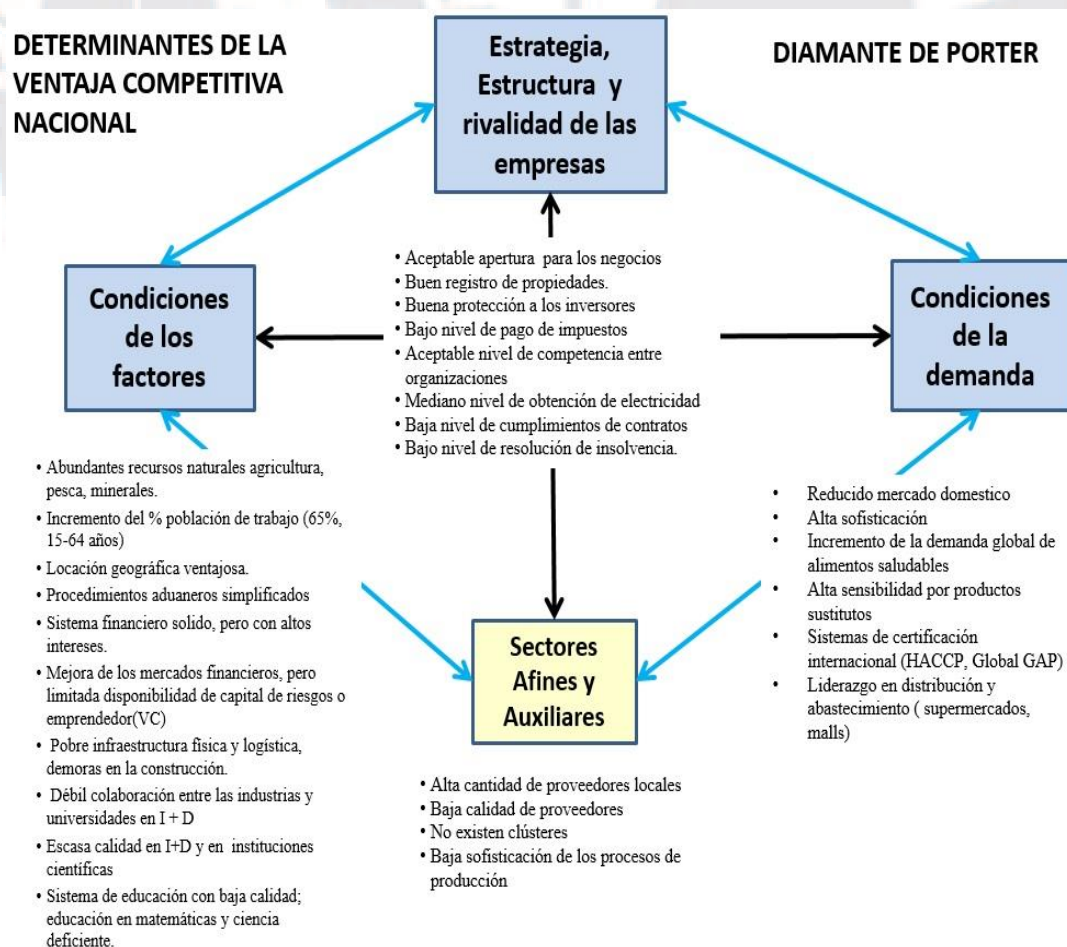 DETERMINANTES DE LA
VENTAJA COMPETITIVA
NACIONAL
Estrategia,
Estructura y
rivalidad de las
empresas
DIAMANTE DE PORTER
Condiciones
de los
factores
• Aceptable apertura para los negocios
• Buen registro de propiedades.
• Buena protección a los inversores
• Bajo nivel de pago de impuestos
• Aceptable nivel de competencia entre
organizaciones
• Mediano nivel de obtención de electricidad
• Baja nivel de cumplimientos de contratos
• Bajo nivel de resolución de insolvencia.
Condiciones
de la
demanda
• Abundantes recursos naturales agricultura,
pesca, minerales.
• Incremento del % población de trabajo (65%,
15-64 años)
• Locación geográfica ventajosa.
• Procedimientos aduaneros simplificados
• Sistema financiero solido, pero con altos
intereses.
• Mejora de los mercados financieros, pero
limitada disponibilidad de capital de riesgos o
emprendedor(VC)
• Pobre infraestructura física y logística,
demoras en la construcción.
• Débil colaboración entre las industrias y
universidades en I + D
• Escasa calidad en I+D y en instituciones
científicas
• Sistema de educación con baja calidad;
educación en matemáticas y ciencia
deficiente.
Sectores
Afines y
Auxiliares
• Alta cantidad de proveedores locales
• Baja calidad de proveedores
• No existen clústeres
• Baja sofisticación de los procesos de
producción
• Reducido mercado domestico
• Alta sofisticación
• Incremento de la demanda global de
alimentos saludables
• Alta sensibilidad por productos
sustitutos
• Sistemas de certificación
internacional (HACCP, Global GAP)
• Liderazgo en distribución y
abastecimiento ( supermercados,
malls)